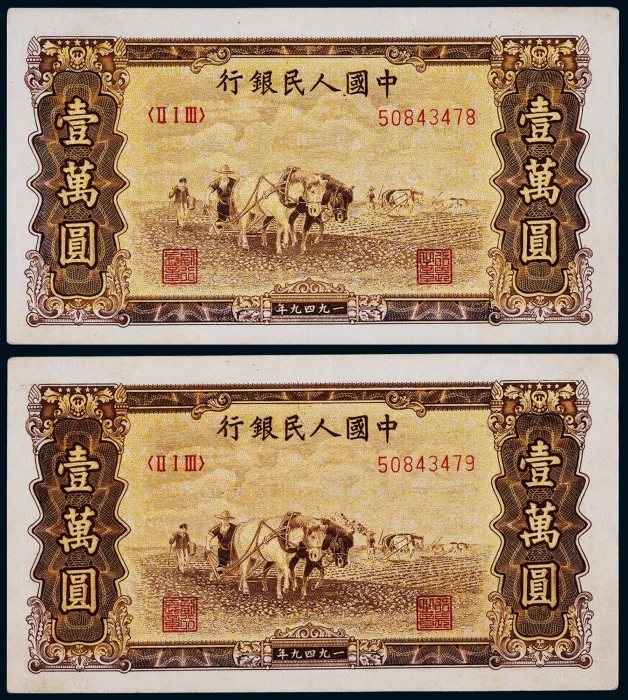 中國人民銀行
〈II I III〉 50843478
壹萬圓
壹萬圓
一九四九年
中國人民銀行
〈II I III〉 50843479
壹萬圓
壹萬圓
一九四九年